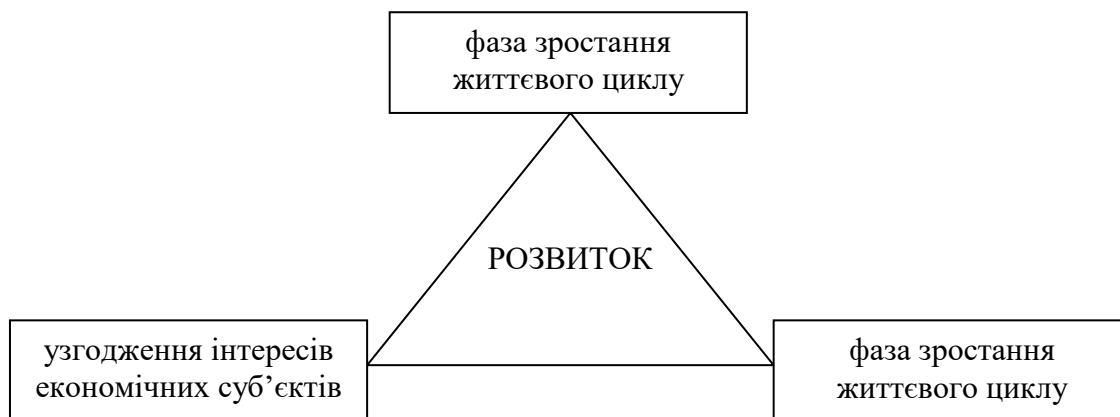 фаза зростання
життєвого циклу
РОЗВИТОК
узгодження інтересів
економічних суб’єктів
фаза зростання
життєвого циклу